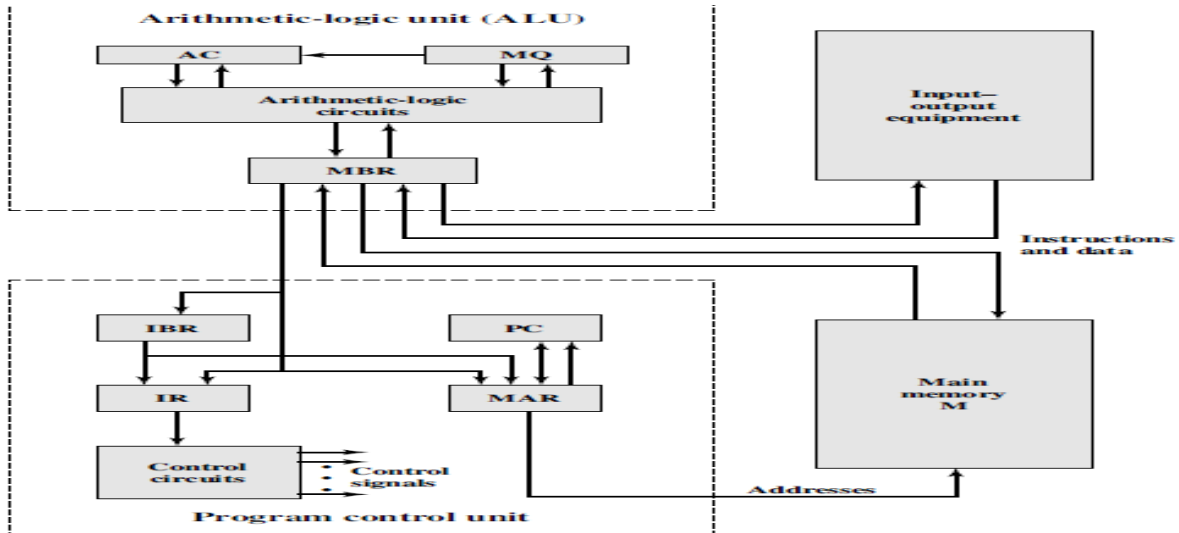 Arithmetic-logic unit (ALU)
AC
MQ
Arithmetic-logic
circuits
MBR
Input–
output
equipment
Instructions
and data
IBR
PC
IR
MAR
Main
memory
M
Control
circuits
Control
signals
Addresses
Program control unit